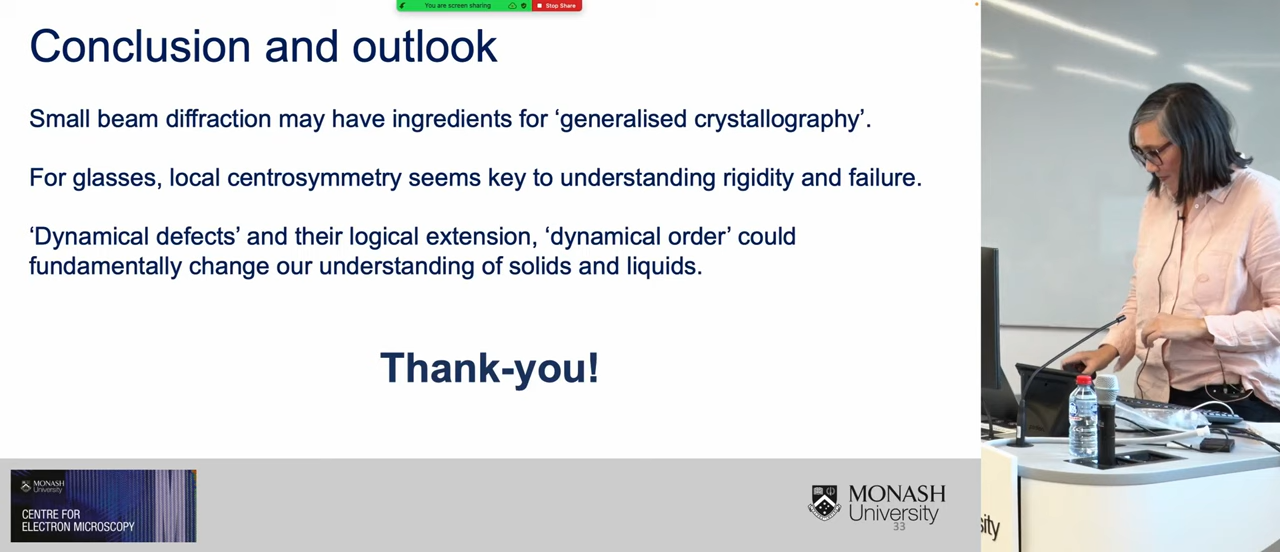 You are screen sharing
Stop Share
Conclusion and outlook
Small beam diffraction may have ingredients for ‘generalised crystallography’.
For glasses, local centrosymmetry seems key to understanding rigidity and failure.
‘Dynamical defects’ and their logical extension, ‘dynamical order’ could
fundamentally change our understanding of solids and liquids.
Thank-you!
MONASH
University
CENTRE FOR
ELECTRON MICROSCOPY
MONASH
University
33
sity